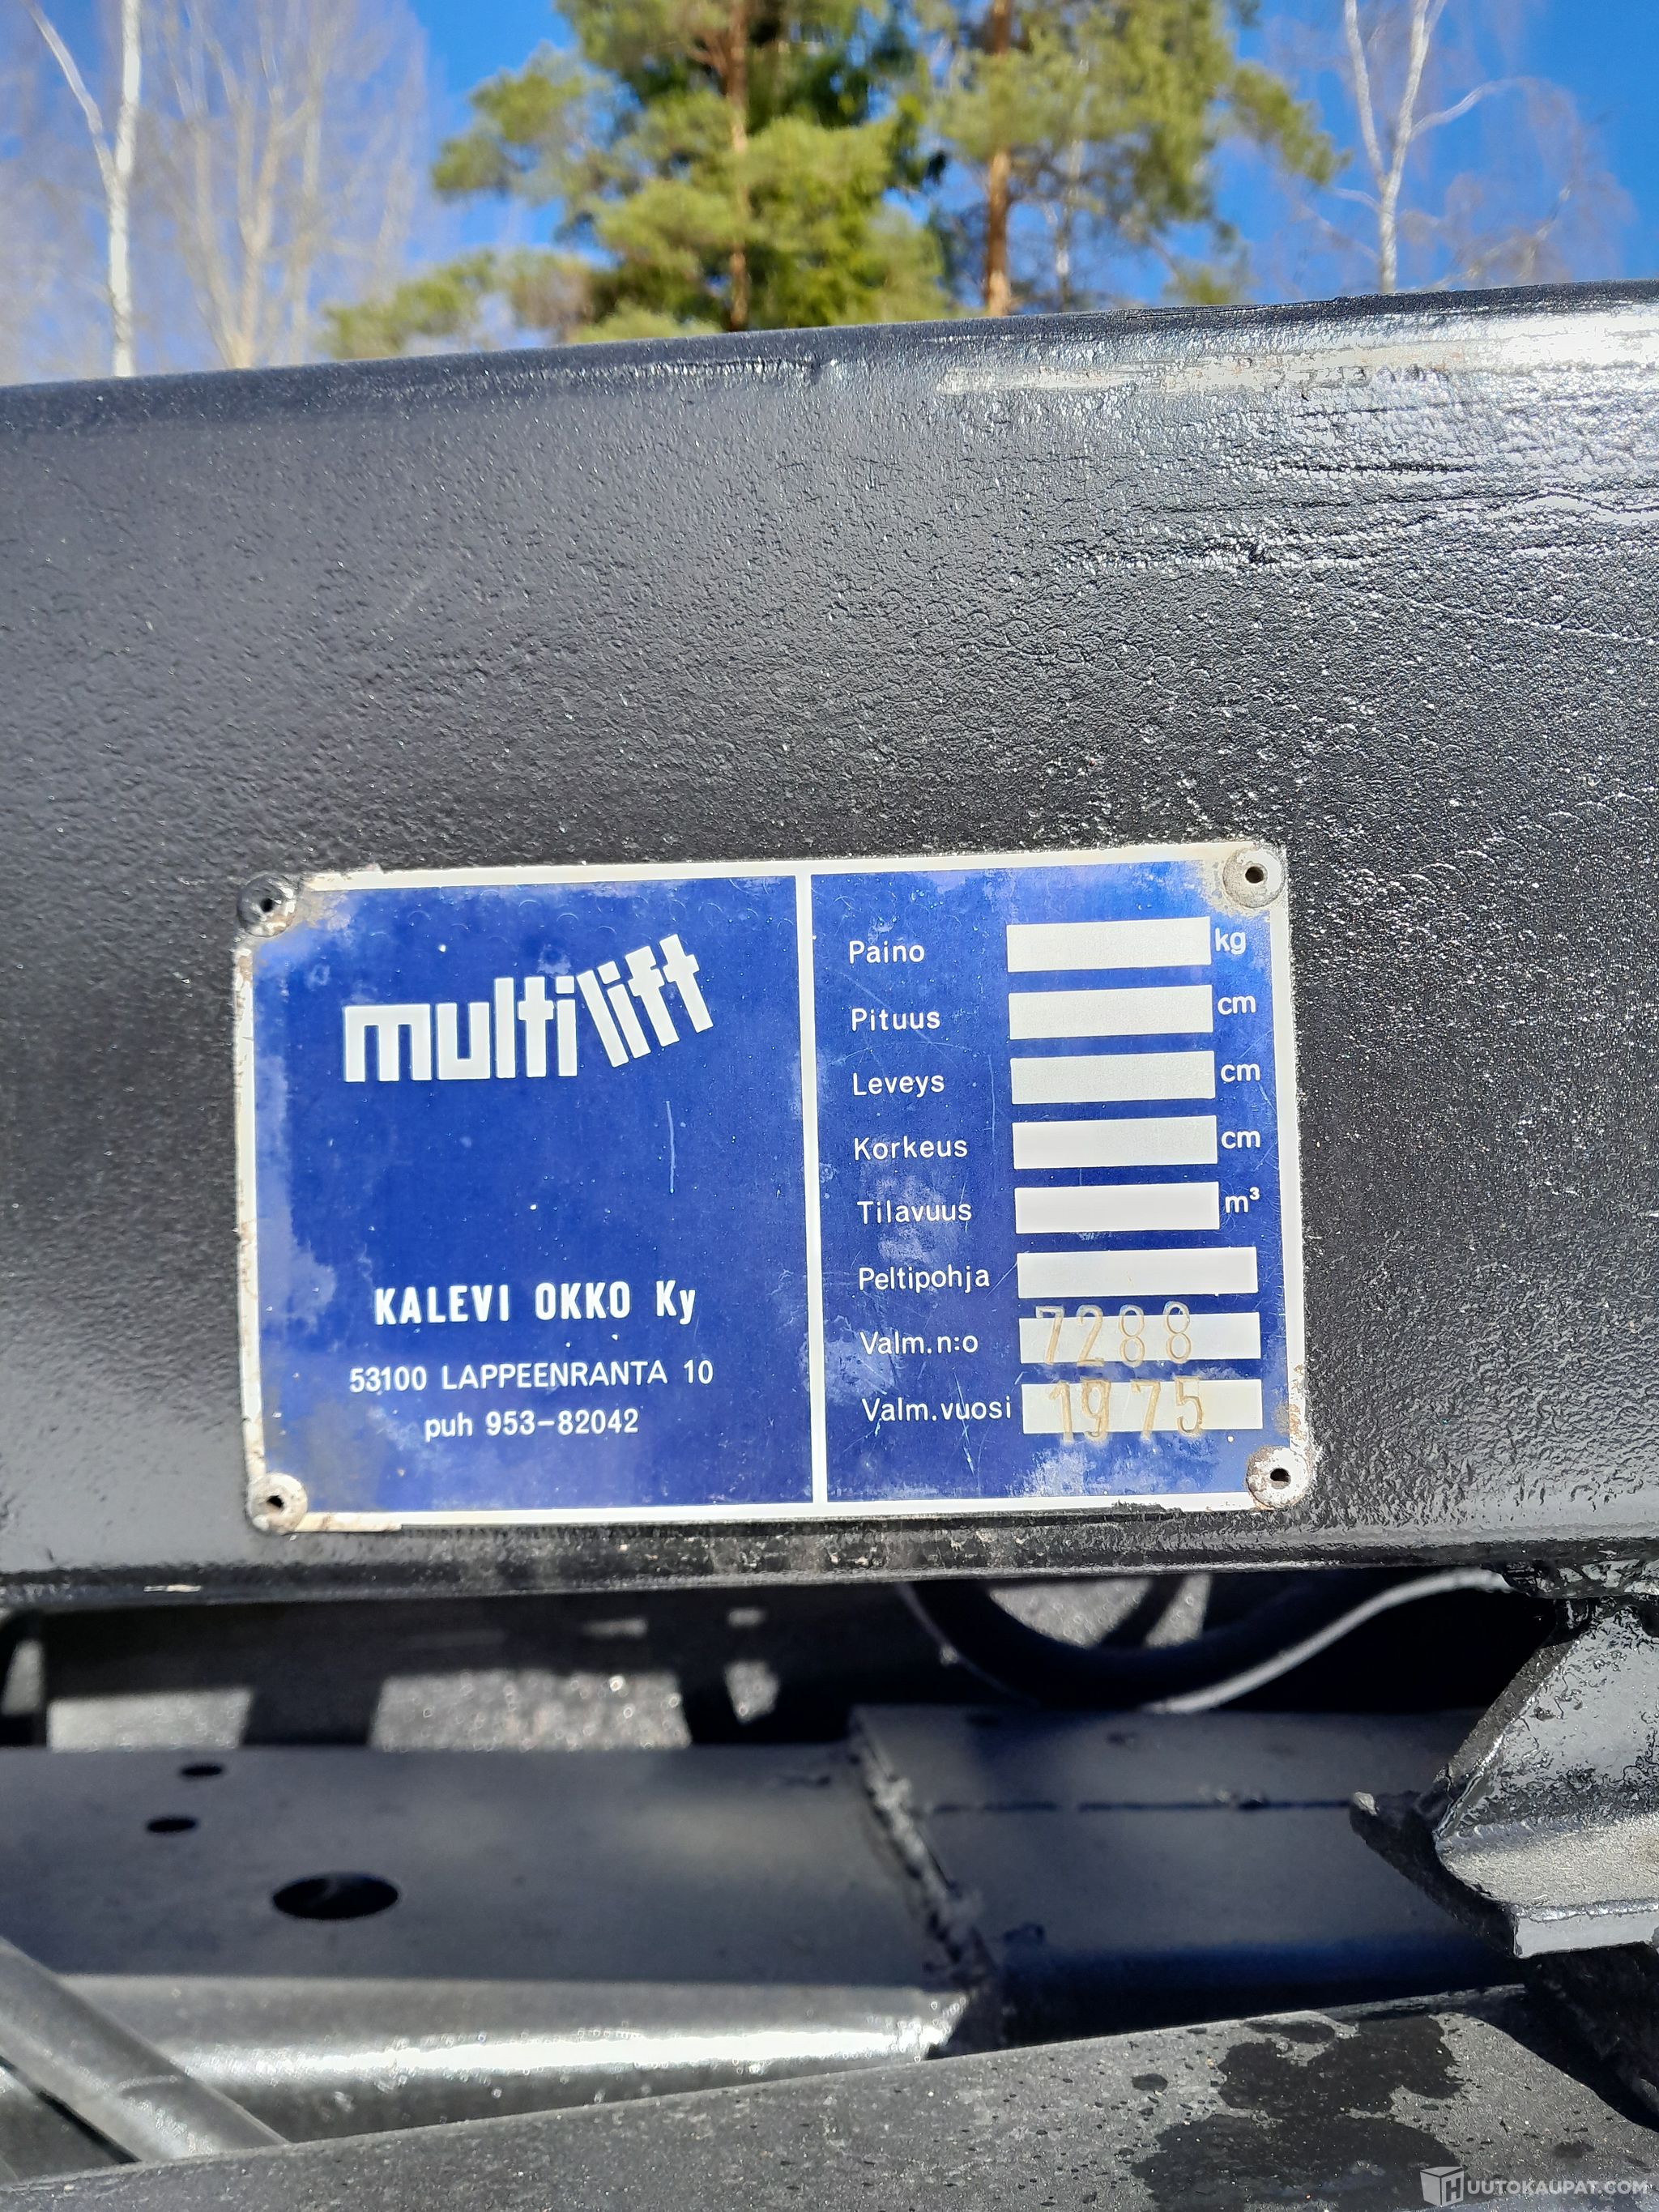 multilift
KALEVI OKKO Ky
53100 LAPPEENRANTA 10
puh 953-82042
Paino kg
Pituus cm
Leveys cm
Korkeus cm
Tilavuus m³
Peltipohja
Valm.n:o 7288
Valm.vuosi 1975
HUUTOKAUPAT.COM